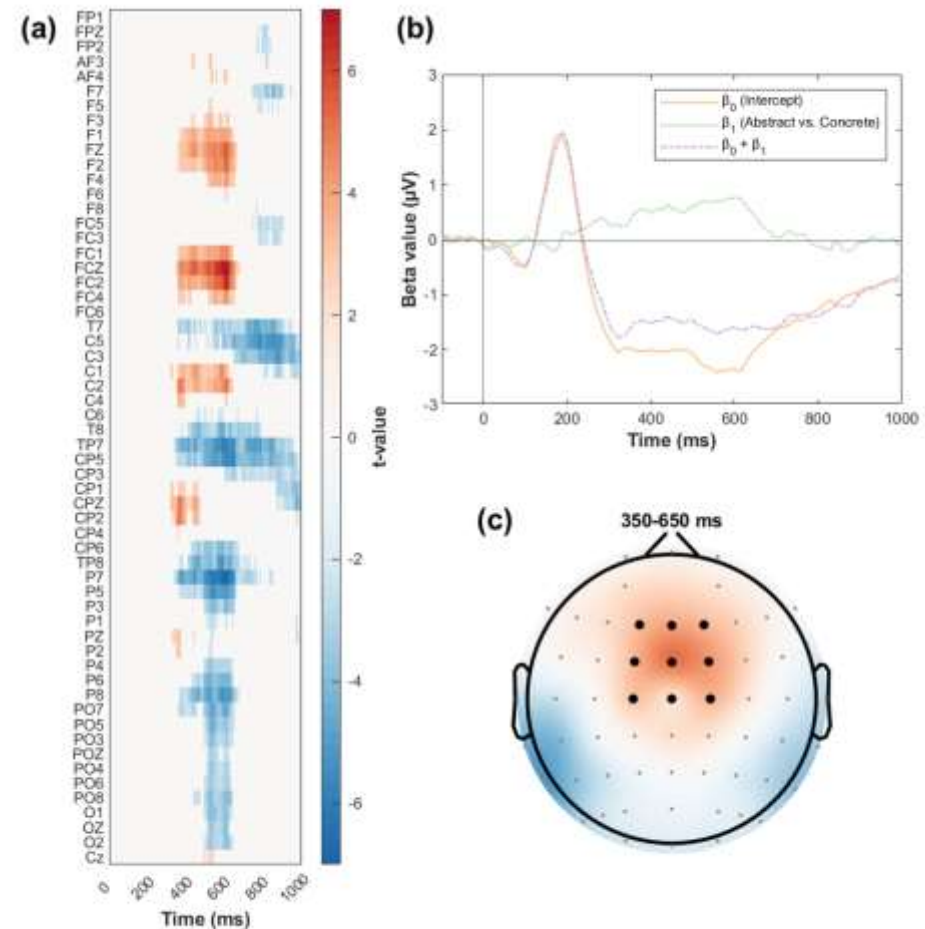 (a)
FP1
FPZ
FP2
AF3
AF4
F7
F5
F3
F1
FZ
F2
F4
F6
F8
FC5
FC3
FC1
FCZ
FC2
FC4
FC6
T7
C5
C3
C1
C2
C4
C6
T8
TP7
CP5
CP3
CP1
CPZ
CP2
CP4
CP6
TP8
P7
P5
P3
P1
PZ
P2
P4
P6
P8
PO7
PO5
PO3
POZ
PO4
PO6
PO8
O1
OZ
O2
Cz
0 200 400 600 800 1000
Time (ms)
6
4
2
0
-2
-4
-6
t-value
(b)
3
2
1
0
-1
-2
-3
Beta value (µV)
β0 (Intercept)
β1 (Abstract vs. Concrete)
β0 + β1
0 200 400 600 800 1000
Time (ms)
(c)
350-650 ms